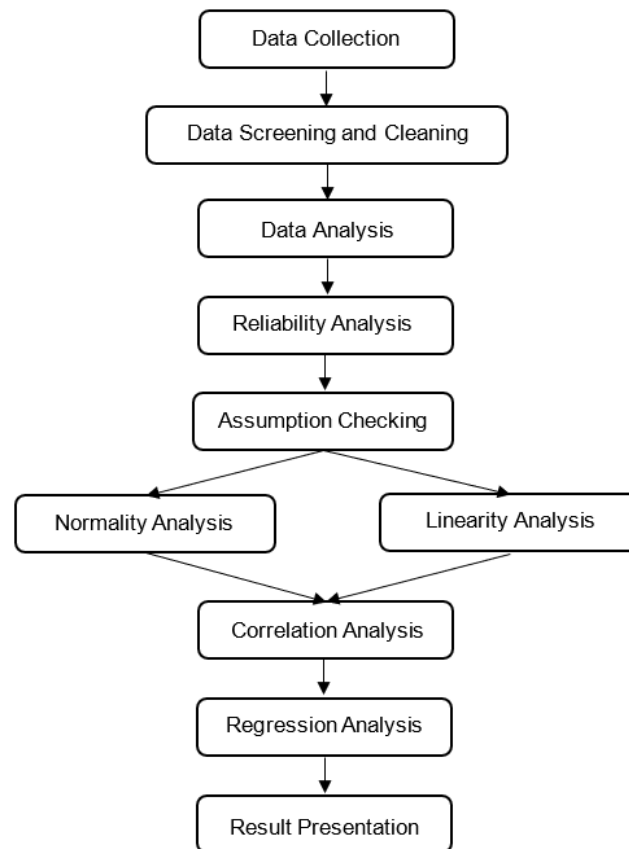 Data Collection
Data Screening and Cleaning
Data Analysis
Reliability Analysis
Assumption Checking
Normality Analysis
Linearity Analysis
Correlation Analysis
Regression Analysis
Result Presentation